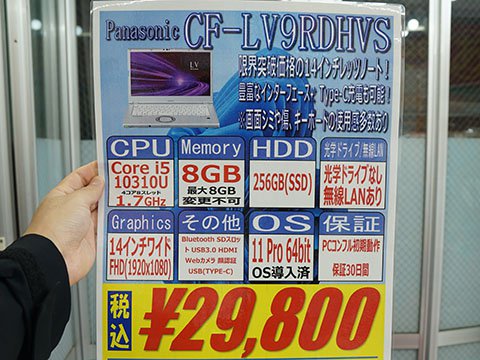 Panasonic CF-LV9RDHVS
LV
限界突破価格の14インチレッツノート!
豊富なインターフェース、Type-C充電も可能!
※画面シミや傷、キーボードの使用感多数あり
CPU
Core i5
10310U
4コア8スレッド
1.7GHz
Memory
8GB
最大8GB
変更不可
HDD
256GB(SSD)
光学ドライブ/無線LAN
光学ドライブなし
無線LANあり
Graphics
14インチワイド
FHD(1920x1080)
その他
Bluetooth SDスロッ
ト USB3.0 HDMI
Webカメラ 顔認証
USB(TYPE-C)
OS
11 Pro 64bit
OS導入済
保証
PCコンフル初期動作
保証30日間
税込
¥29,800